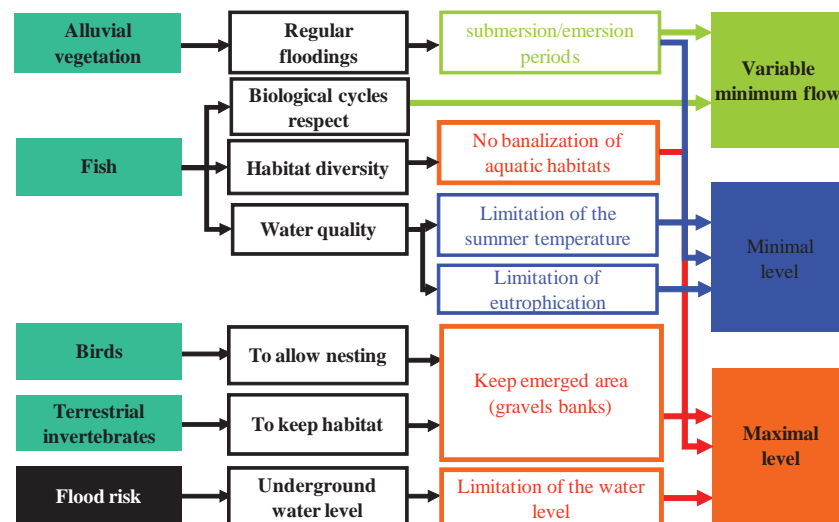 Alluvial
vegetation
Regular
floodings
submersion/emersion
periods
Variable
minimum flow
Biological cycles
respect
Fish
Habitat diversity
No banalization of
aquatic habitats
Water quality
Limitation of the
summer temperature
Minimal
level
Limitation of
eutrophication
Birds
To allow nesting
Keep emerged area
(gravels banks)
Terrestrial
invertebrates
To keep habitat
Maximal
level
Flood risk
Underground
water level
Limitation of the water
level